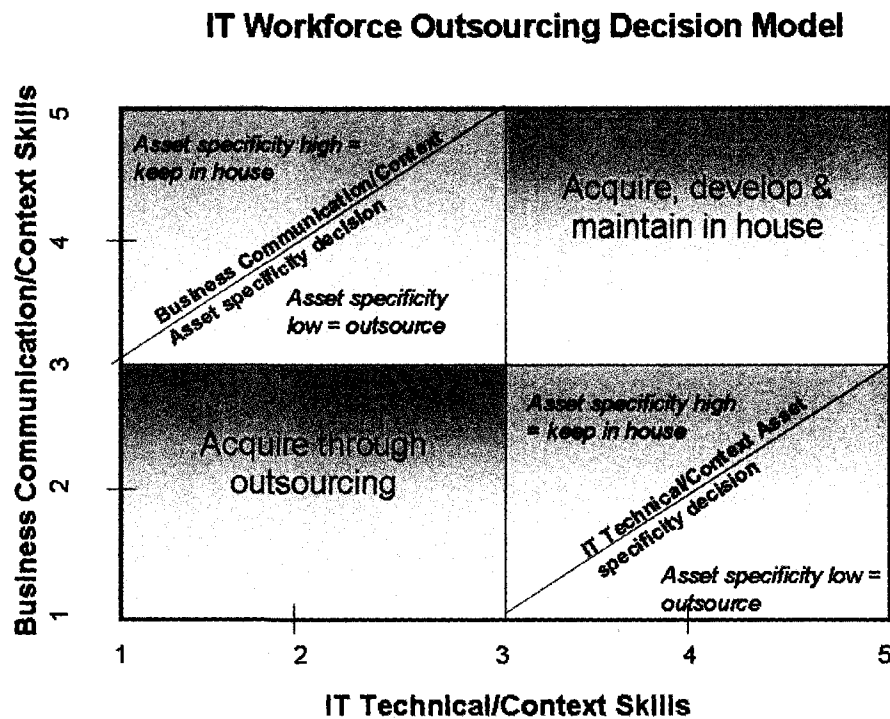 IT Workforce Outsourcing Decision Model
Business Communication/Context Skills
5
4
3
2
1
Asset specificity high =
keep in house
Business Communication/Context
Asset specificity decision
Asset specificity
low = outsource
Acquire, develop &
maintain in house
Acquire through
outsourcing
Asset specificity high
= keep in house
IT Technical/Context Asset
specificity decision
Asset specificity low =
outsource
1
2
3
4
5
IT Technical/Context Skills